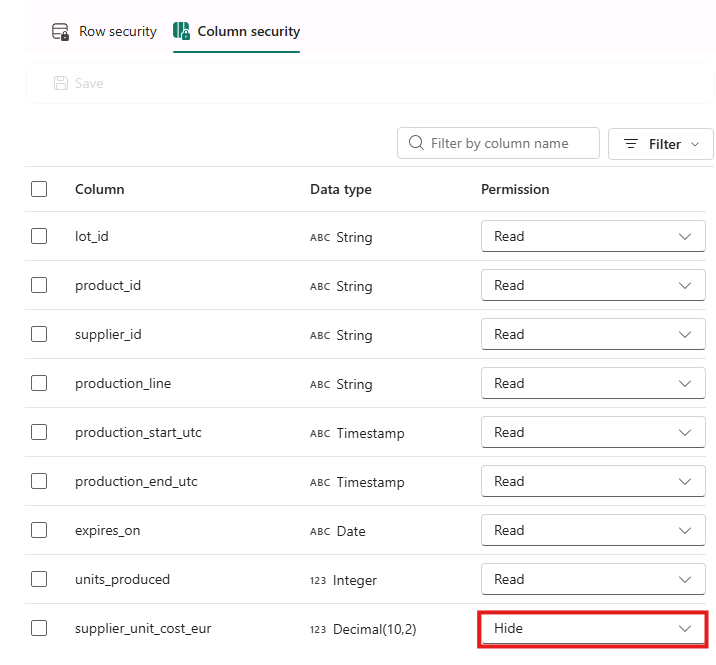 Row security Column security
Save
Filter by column name Filter
Column Data type Permission
lot_id ABC String Read
product_id ABC String Read
supplier_id ABC String Read
production_line ABC String Read
production_start_utc ABC Timestamp Read
production_end_utc ABC Timestamp Read
expires_on ABC Date Read
units_produced 123 Integer Read
supplier_unit_cost_eur 123 Decimal(10,2) Hide